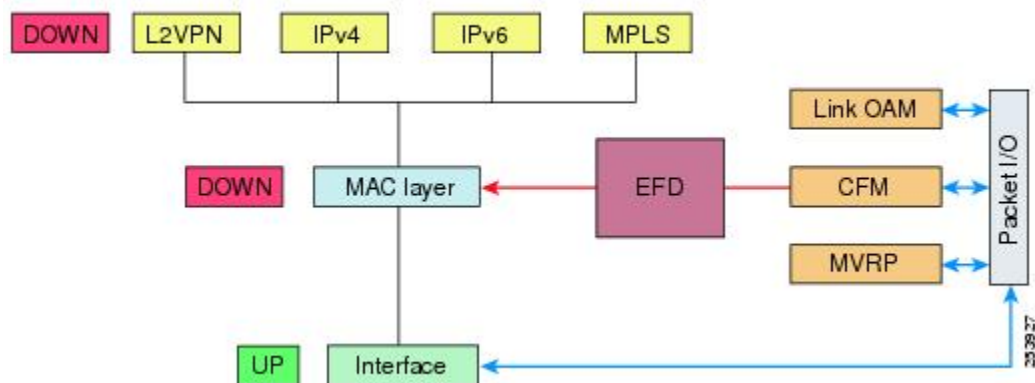 DOWN
L2VPN
IPv4
IPv6
MPLS
Link OAM
DOWN
MAC layer
EFD
CFM
Packet I/O
MVRP
UP
Interface